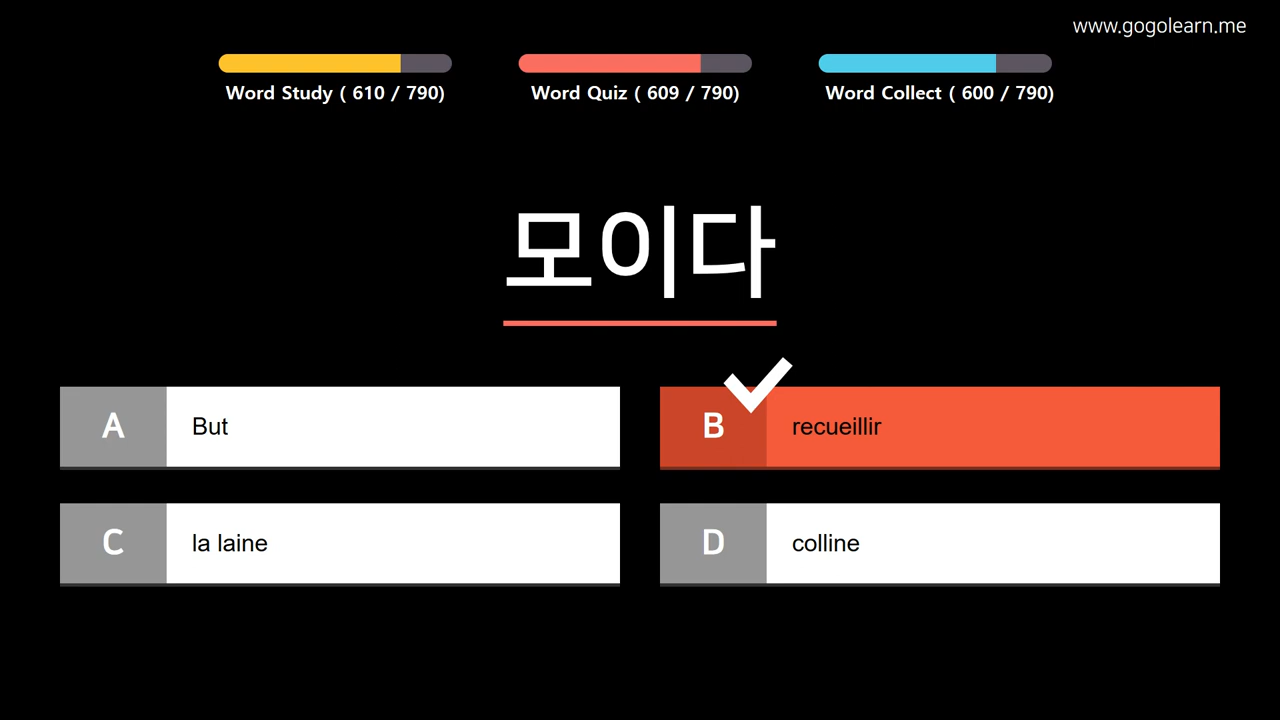 www.gogolearn.me
Word Study ( 610 / 790)
Word Quiz ( 609 / 790)
Word Collect ( 600 / 790)
모이다
A But
B recueillir
C la laine
D colline